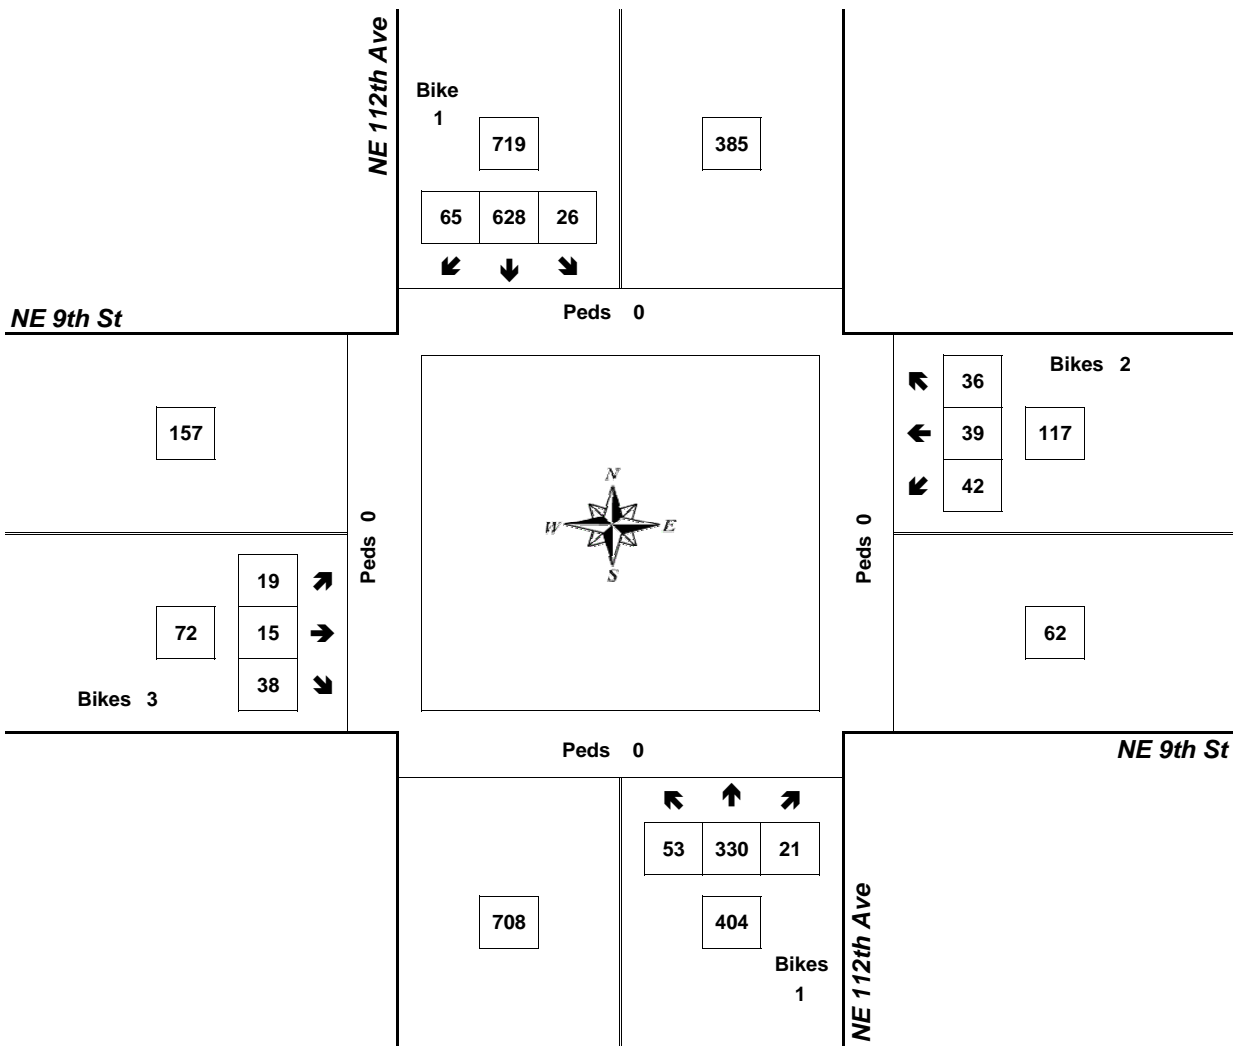 NE 112th Ave
Bike
1
719
385
65 628 26
Peds 0
NE 9th St
Bikes 2
36
39
42
117
157
N
W E
S
Peds 0
Peds 0
19
15
38
72
Bikes 3
62
Peds 0
NE 9th St
53 330 21
708
404
Bikes
1
NE 112th Ave